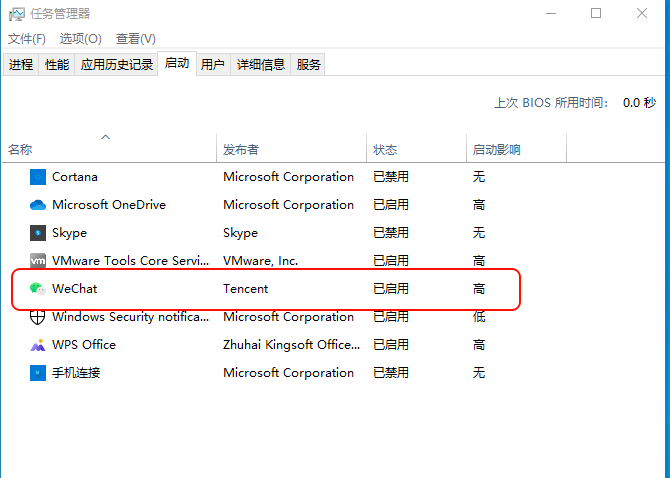 任务管理器
文件(F) 选项(O) 查看(V)
进程 性能 应用历史记录 启动 用户 详细信息 服务
上次 BIOS 所用时间: 0.0 秒
名称 发布者 状态 启动影响
Cortana Microsoft Corporation 已禁用 无
Microsoft OneDrive Microsoft Corporation 已启用 高
Skype Skype 已禁用 无
vm VMware Tools Core Servi... VMware, Inc. 已启用 高
WeChat Tencent 已启用 高
Windows Security notifica... Microsoft Corporation 已启用 低
WPS Office Zhuhai Kingsoft Office... 已启用 高
手机连接 Microsoft Corporation 已禁用 无